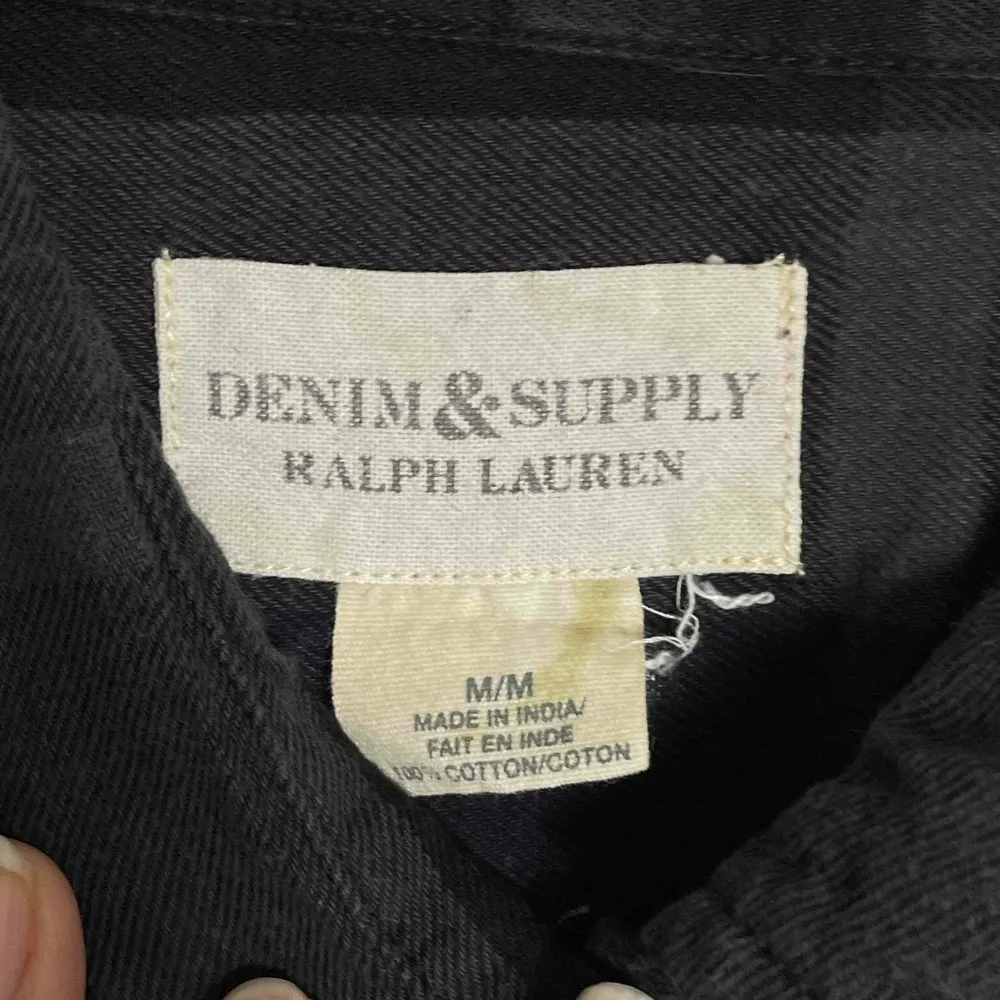 DENIM & SUPPLY
RALPH LAUREN
M/M
MADE IN INDIA/
FAIT EN INDE
100% COTTON/COTON